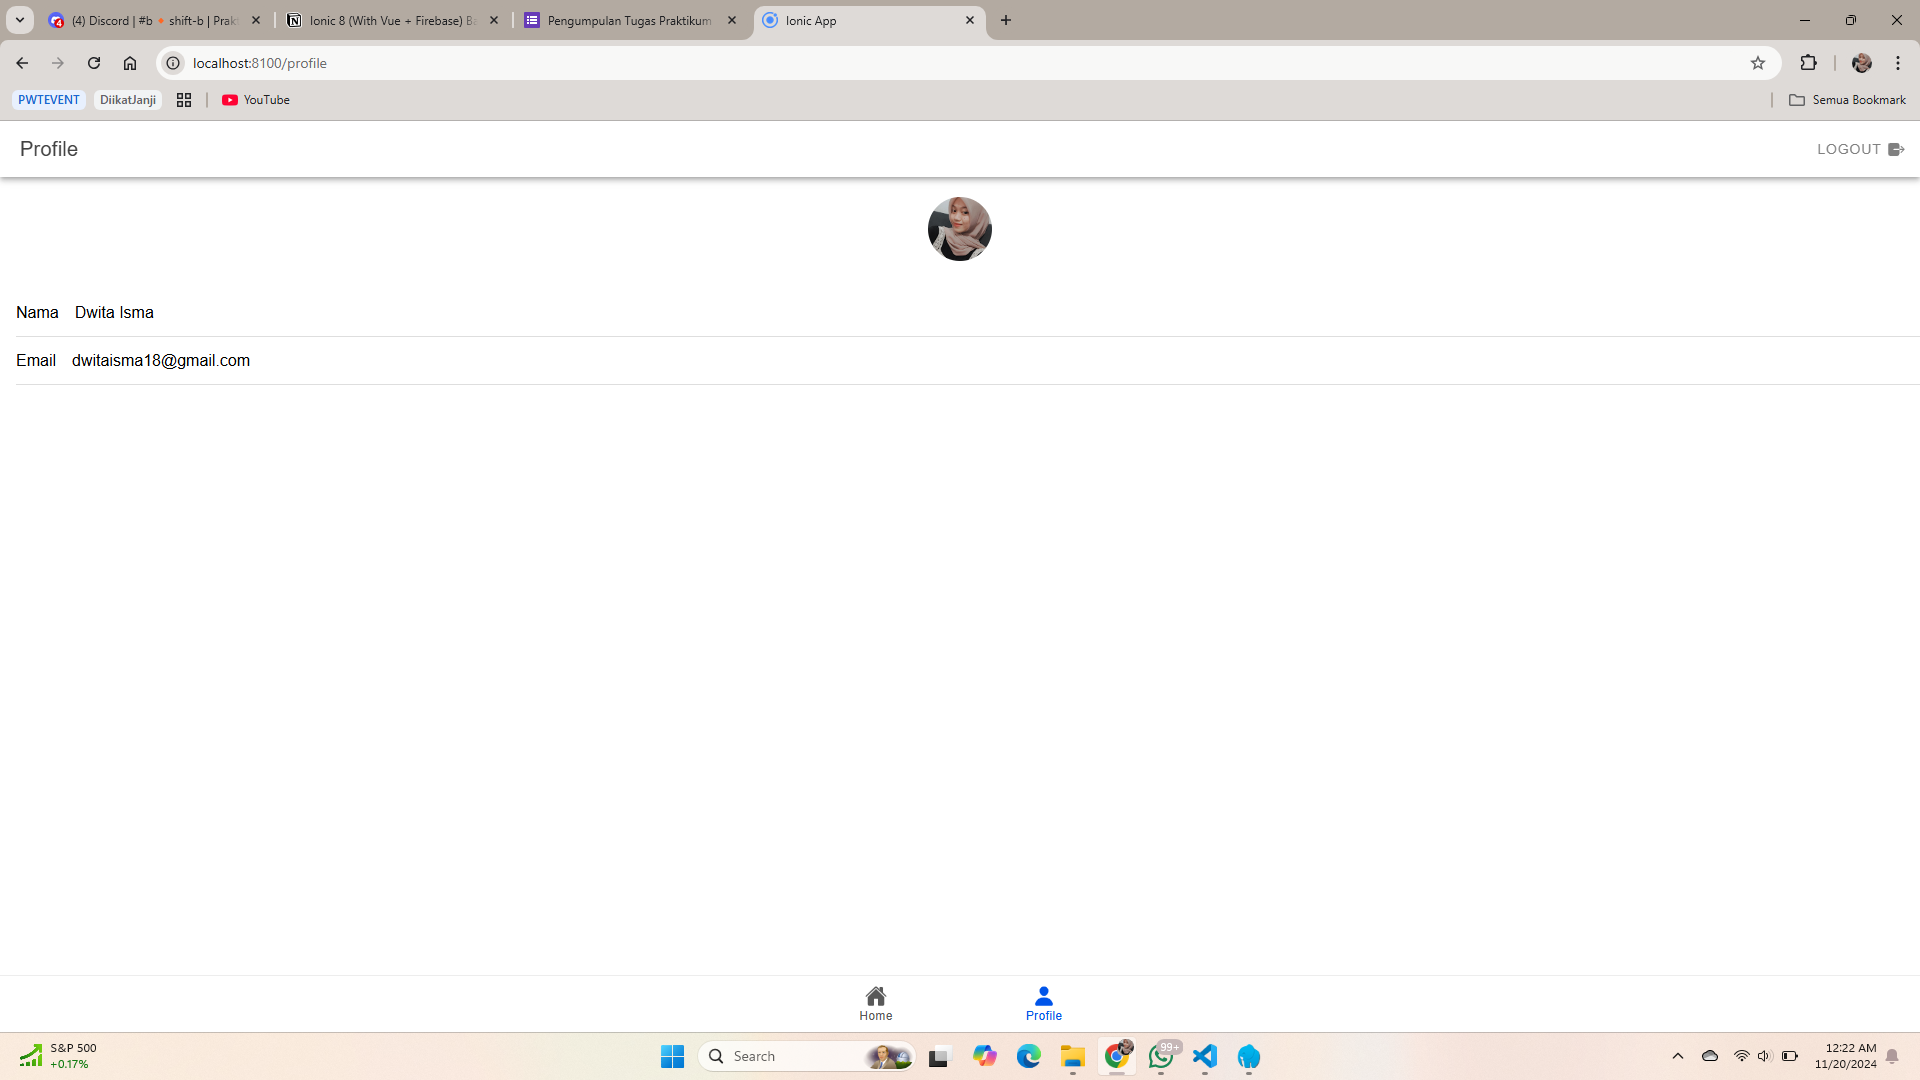 (4) Discord | #b 🔸shift-b | Prak
Ionic 8 (With Vue + Firebase) Ba
Pengumpulan Tugas Praktikum
Ionic App
localhost:8100/profile
PWTEVENT
DiikatJanji
YouTube
Semua Bookmark
Profile
LOGOUT
Nama Dwita Isma
Email dwitaisma18@gmail.com
Home
Profile
S&P 500
+0.17%
Search
99+
12:22 AM
11/20/2024